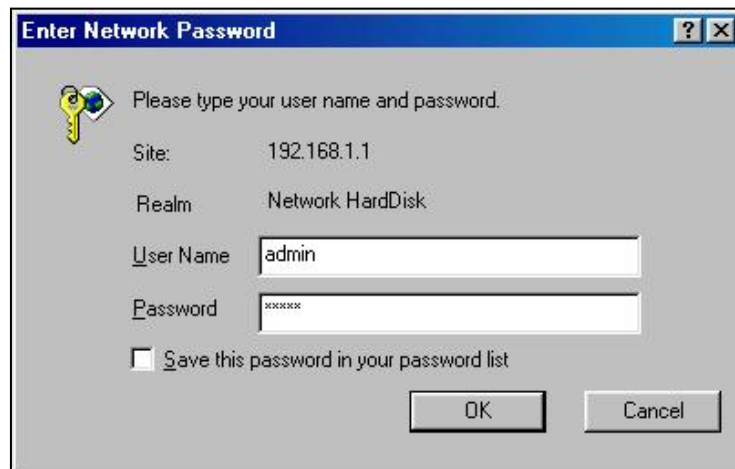 Enter Network Password
Please type your user name and password.
Site: 192.168.1.1
Realm Network HardDisk
User Name admin
Password *****
Save this password in your password list
OK Cancel